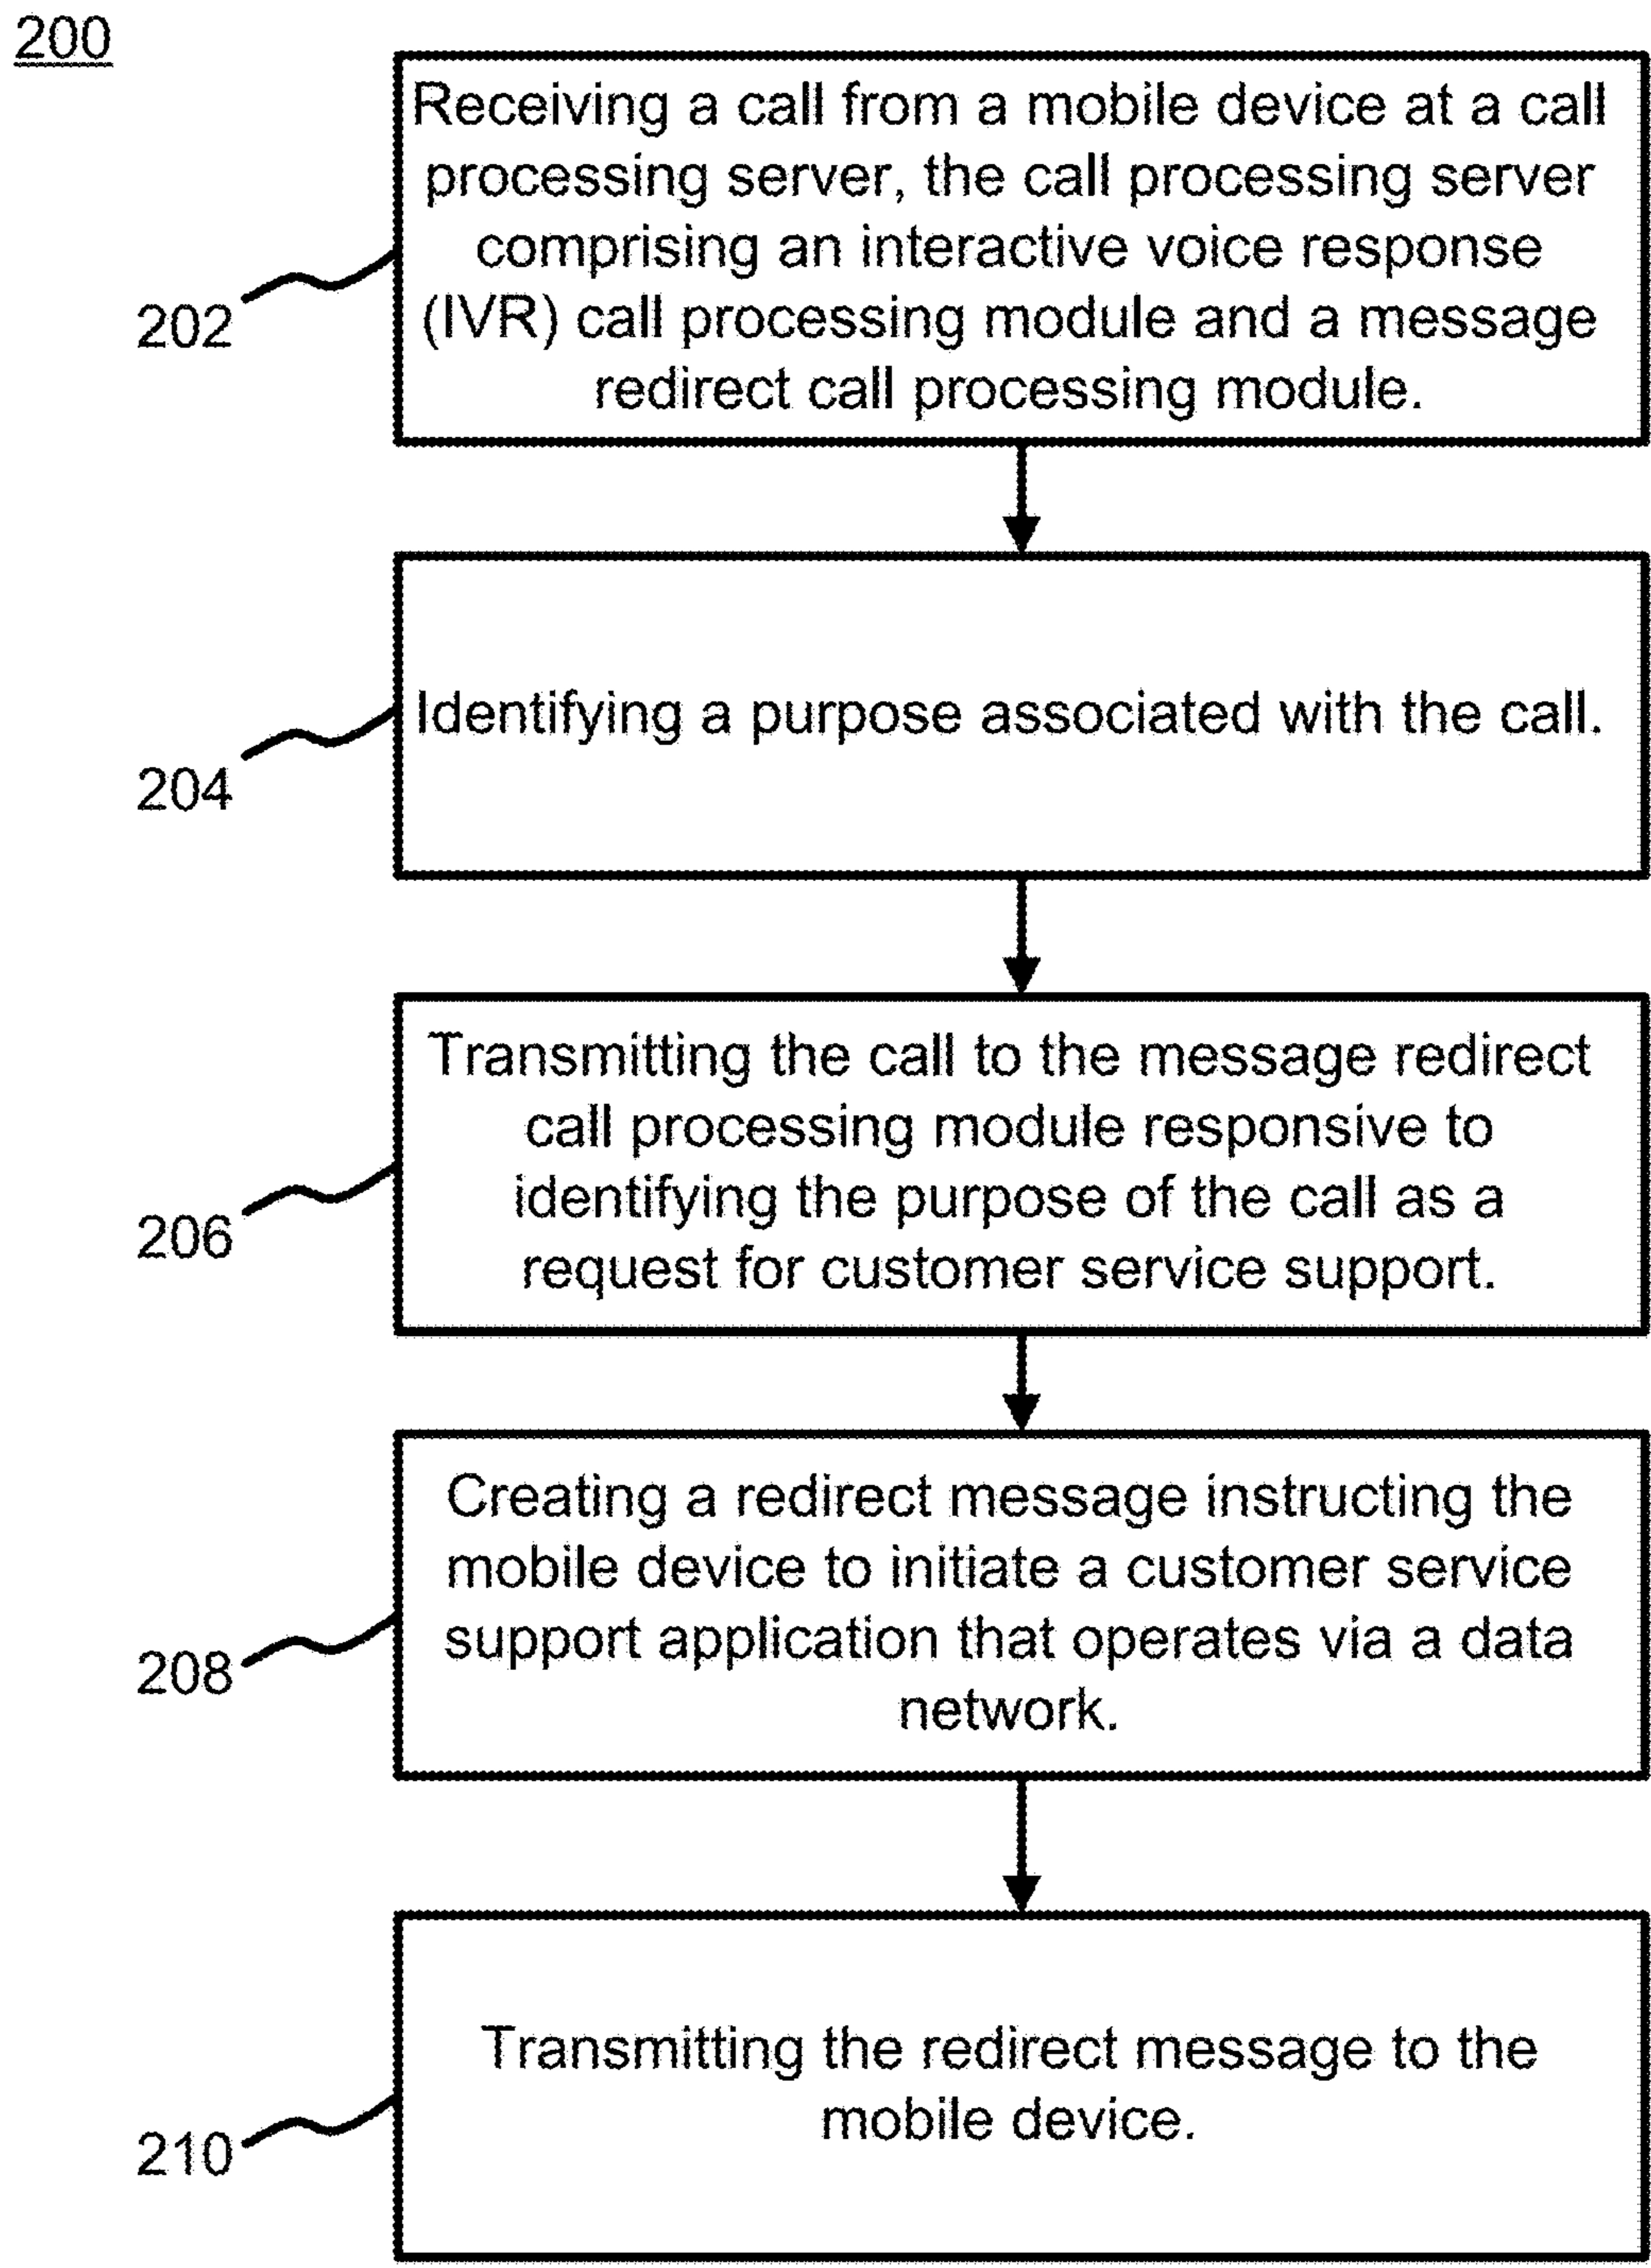 200
Receiving a call from a mobile device at a call
processing server, the call processing server
comprising an interactive voice response
(IVR) call processing module and a message
redirect call processing module.
202
Identifying a purpose associated with the call.
204
Transmitting the call to the message redirect
call processing module responsive to
identifying the purpose of the call as a
request for customer service support.
206
Creating a redirect message instructing the
mobile device to initiate a customer service
support application that operates via a data
network.
208
Transmitting the redirect message to the
mobile device.
210